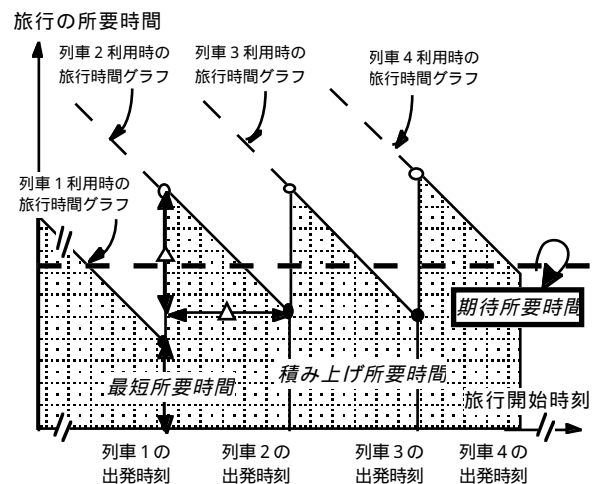 旅行の所要時間
列車２利用時の
旅行時間グラフ
列車３利用時の
旅行時間グラフ
列車４利用時の
旅行時間グラフ
列車１利用時の
旅行時間グラフ
期待所要時間
最短所要時間
積み上げ所要時間
旅行開始時刻
列車１の
出発時刻
列車２の
出発時刻
列車３の
出発時刻
列車４の
出発時刻